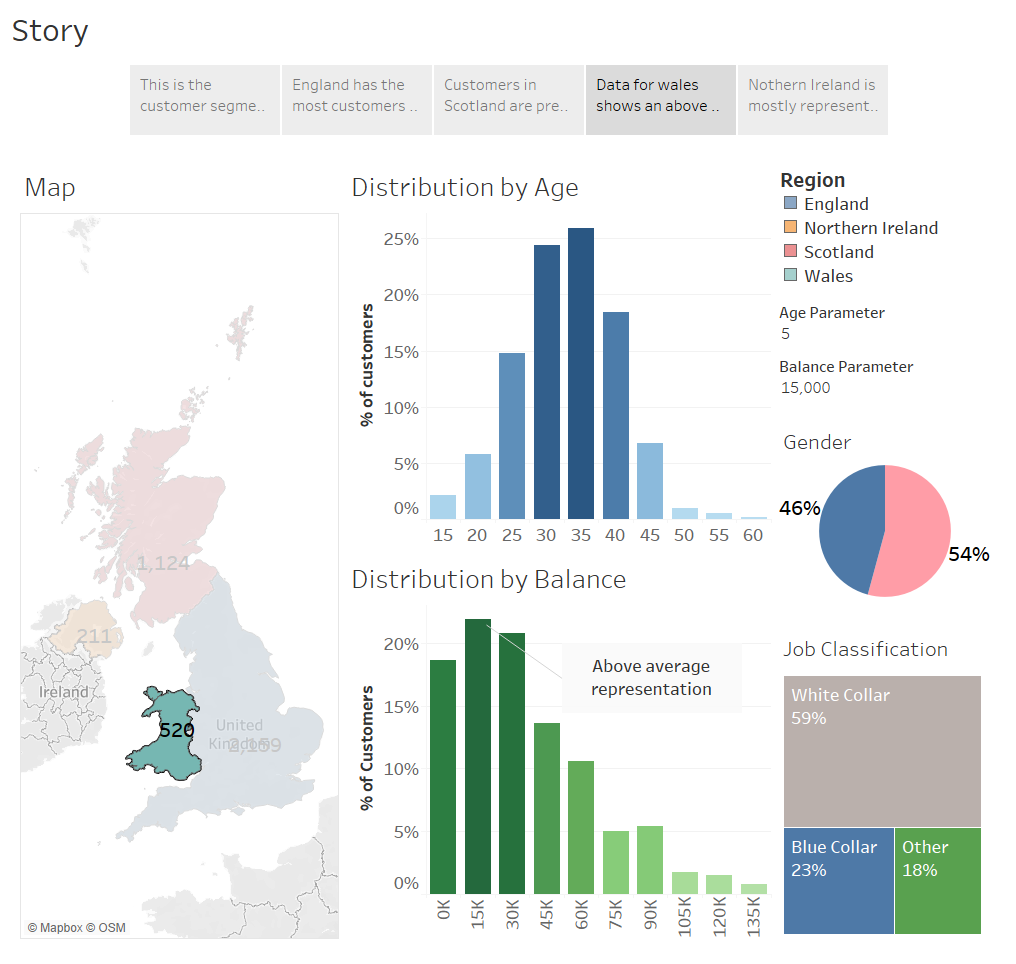 Story
This is the
customer segme..
England has the
most customers ..
Customers in
Scotland are pre..
Data for wales
shows an above ..
Nothern Ireland is
mostly represent..
Map
1,124
211
Ireland
520
United
Kingdom
2,159
© Mapbox © OSM
Distribution by Age
% of customers
25%
20%
15%
10%
5%
0%
15 20 25 30 35 40 45 50 55 60
Distribution by Balance
% of Customers
20%
15%
10%
5%
0%
Above average
representation
0K 15K 30K 45K 60K 75K 90K 105K 120K 135K
Region
England
Northern Ireland
Scotland
Wales
Age Parameter
5
Balance Parameter
15,000
Gender
46%
54%
Job Classification
White Collar
59%
Blue Collar
23%
Other
18%